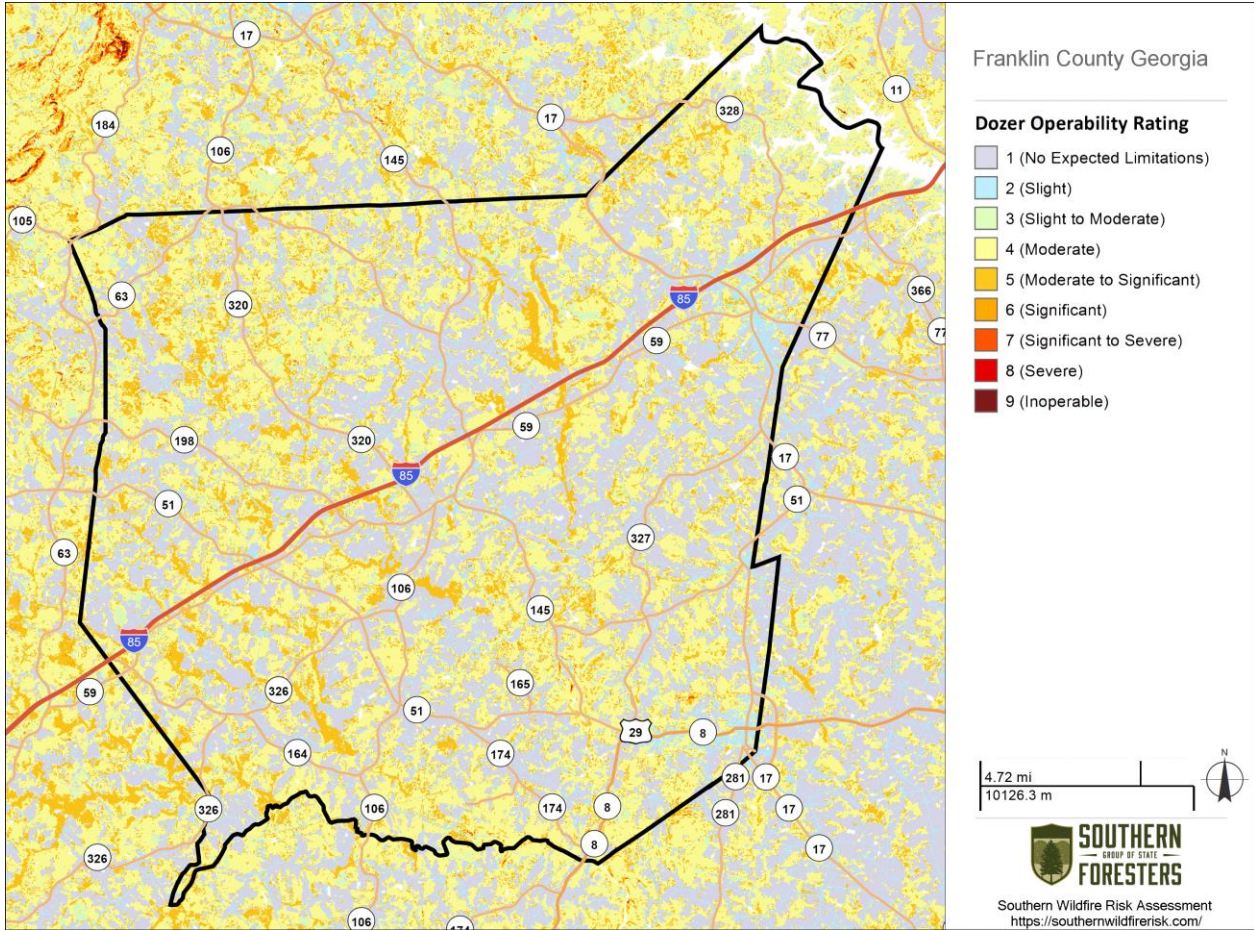 Franklin County Georgia
Dozer Operability Rating
1 (No Expected Limitations)
2 (Slight)
3 (Slight to Moderate)
4 (Moderate)
5 (Moderate to Significant)
6 (Significant)
7 (Significant to Severe)
8 (Severe)
9 (Inoperable)
17
11
184
17
328
106
145
105
63
320
85
366
59
77
77
198
320
59
85
17
51
51
63
327
106
145
85
59
326
165
51
29
8
164
174
281
17
326
106
174
8
281
17
8
17
326
106
174
N
4.72 mi
10126.3 m
SOUTHERN
GROUP OF STATE
FORESTERS
Southern Wildfire Risk Assessment
https://southernwildfirerisk.com/